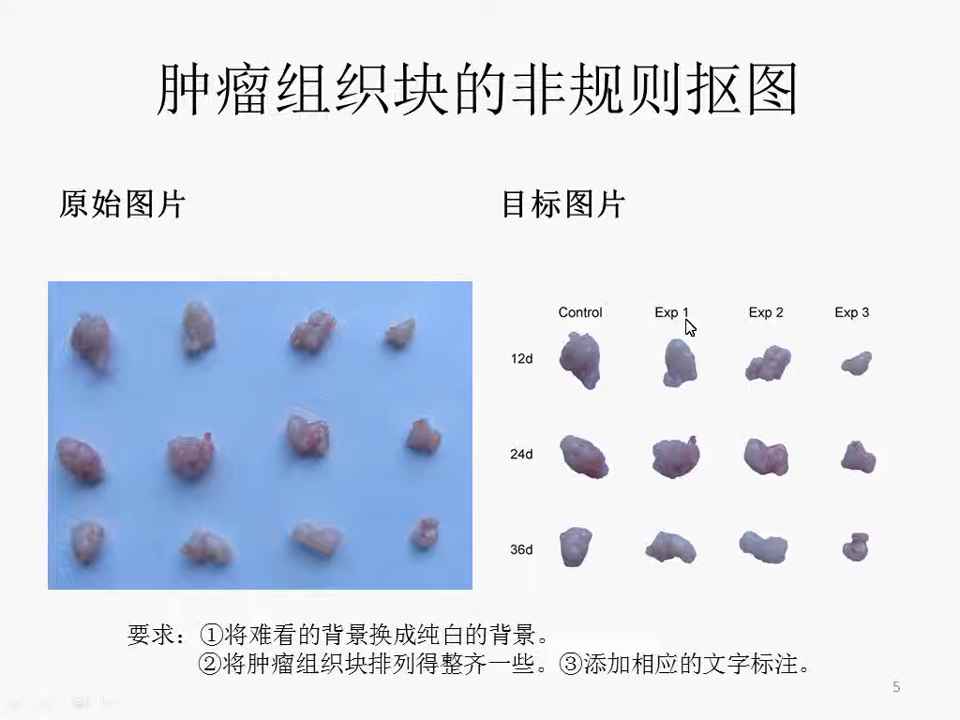 肿瘤组织块的非规则抠图
原始图片
目标图片
Control Exp 1 Exp 2 Exp 3
12d
24d
36d
要求：①将难看的背景换成纯白的背景。
②将肿瘤组织块排列得整齐一些。③添加相应的文字标注。
5